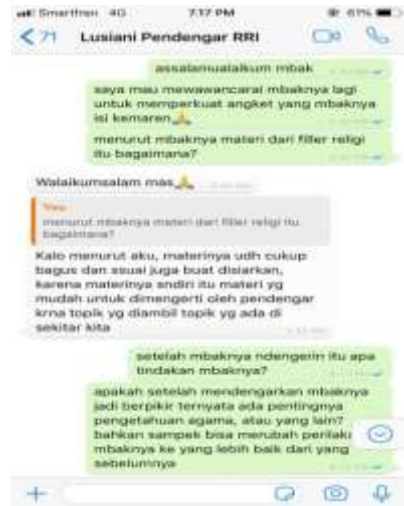 Smartfren 4G 7.17 PM 61%
71 Lusiani Pendengar RRI
assalamualaikum mbak
saya mau mewawancarai mbaknya lagi
untuk memperkuat angket yang mbaknya
isi kemaren🙏
menurut mbaknya materi dari filler religi
itu bagaimana?
Walaikumsalam mas🙏
You
menurut mbaknya materi dari filler religi itu
bagaimana?
Kalo menurut aku, materinya udh cukup
bagus dan sesuai juga buat disiarkan,
karena materinya sndiri itu materi yg
mudah untuk dimengerti oleh pendengar
krna topik yg diambil topik yg ada di
sekitar kita
setelah mbaknya ndengerin itu apa
tindakan mbaknya?
apakah setelah mendengarkan mbaknya
jadi berpikir ternyata ada pentingnya
pengetahuan agama, atau yang lain?
bahkan sampek bisa merubah perilaku
mbaknya ke yang lebih baik dari yang
sebelumnya